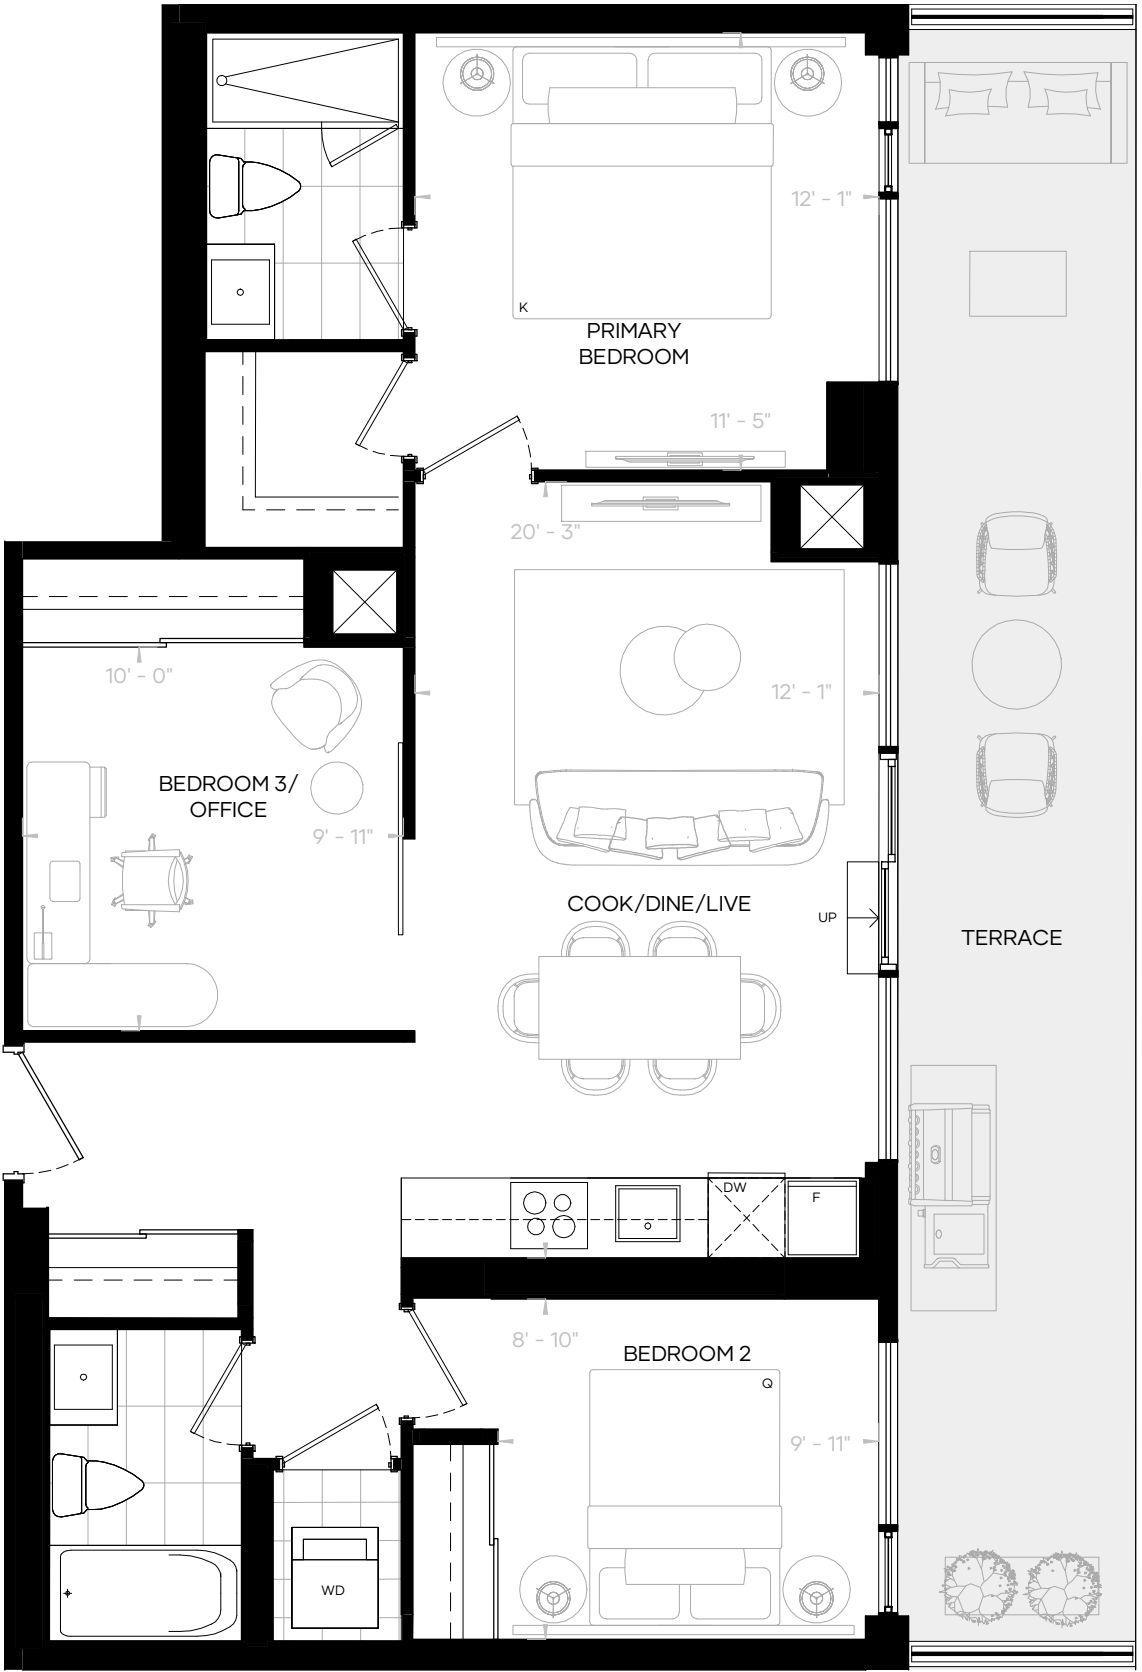 12' - 1"
K
PRIMARY
BEDROOM
11' - 5"
20' - 3"
10' - 0"
12' - 1"
BEDROOM 3/
OFFICE
9' - 11"
COOK/DINE/LIVE
UP
TERRACE
DW
F
8' - 10"
BEDROOM 2
Q
9' - 11"
WD